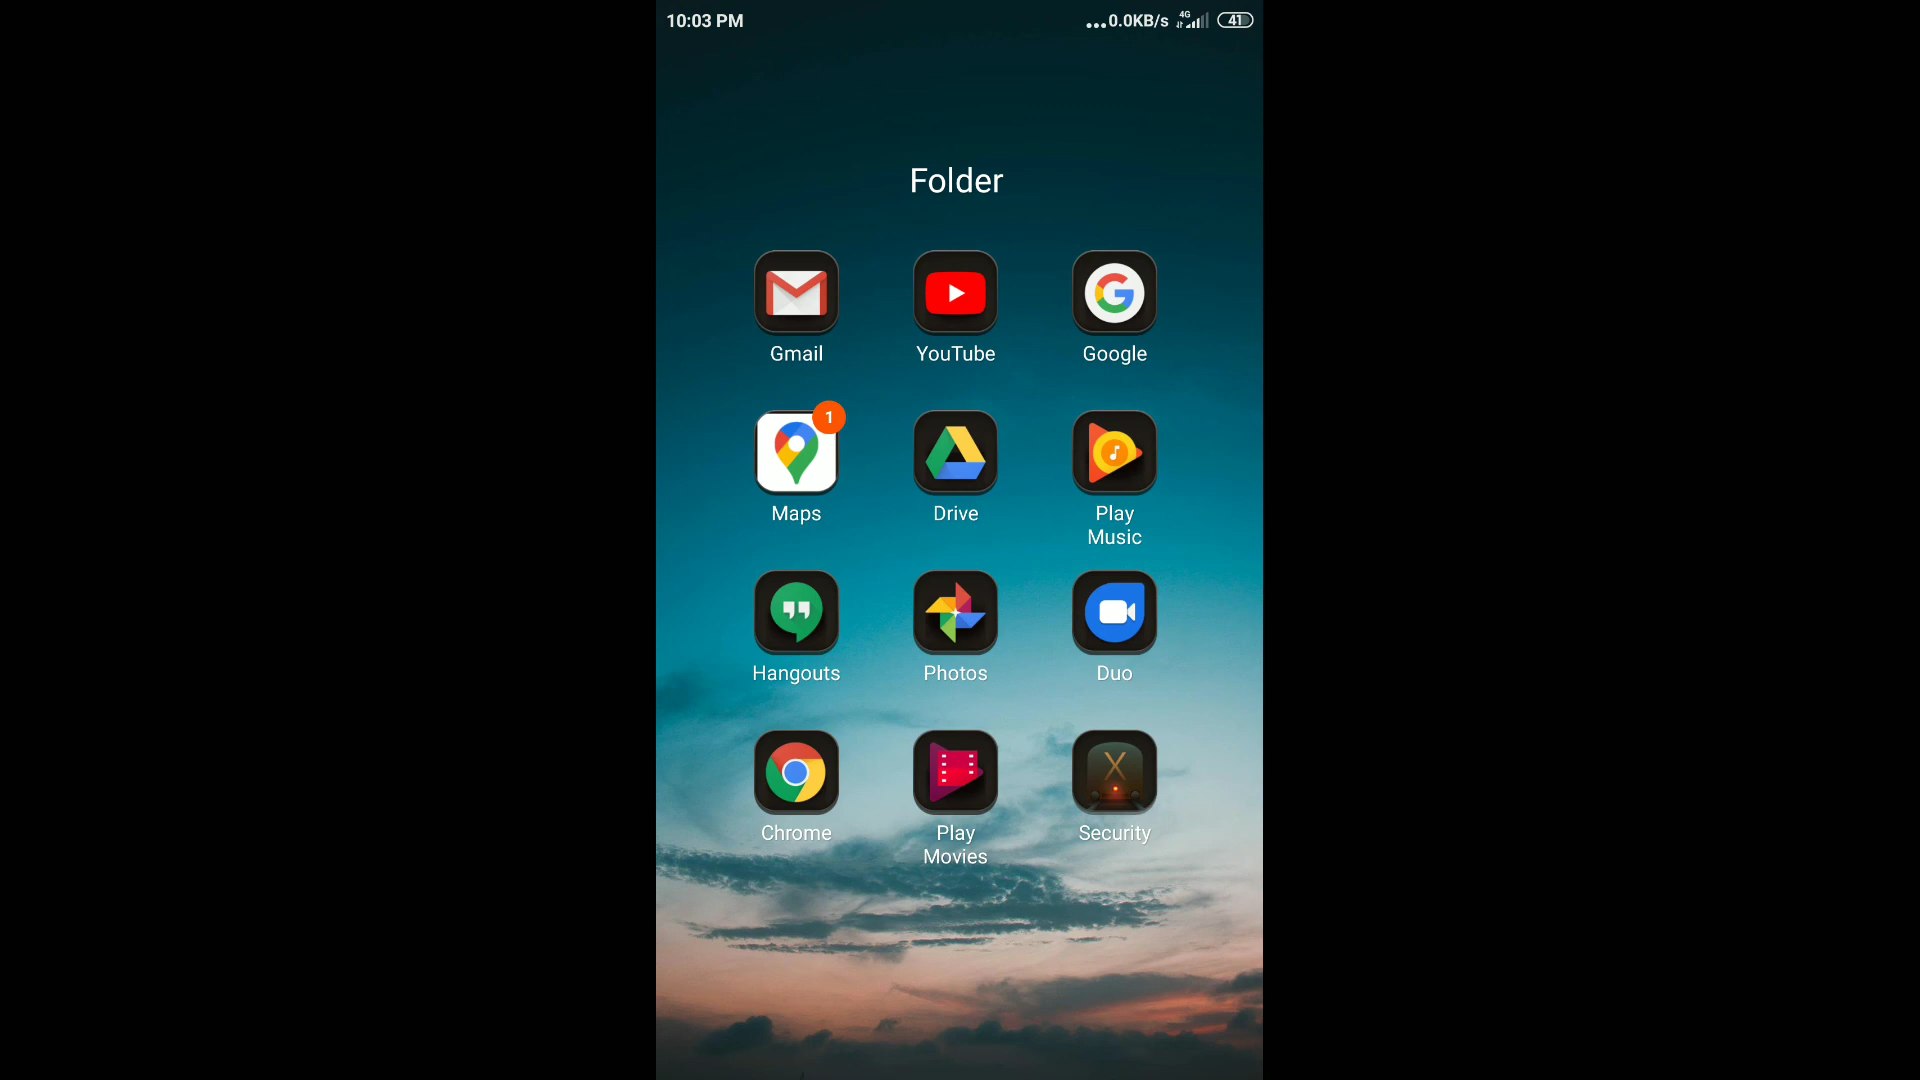 10:03 PM ...0.0KB/s 4G 41
Folder
Gmail YouTube Google
1
Maps Drive Play
Music
Hangouts Photos Duo
X
Chrome Play Security
Movies